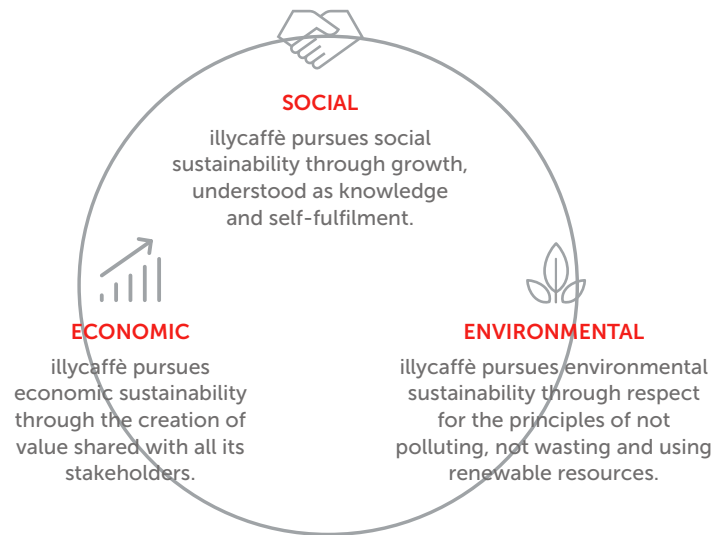 SOCIAL
illycaffè pursues social
sustainability through growth,
understood as knowledge
and self-fulfilment.
ECONOMIC
illycaffè pursues
economic sustainability
through the creation of
value shared with all its
stakeholders.
ENVIRONMENTAL
illycaffè pursues environmental
sustainability through respect
for the principles of not
polluting, not wasting and using
renewable resources.